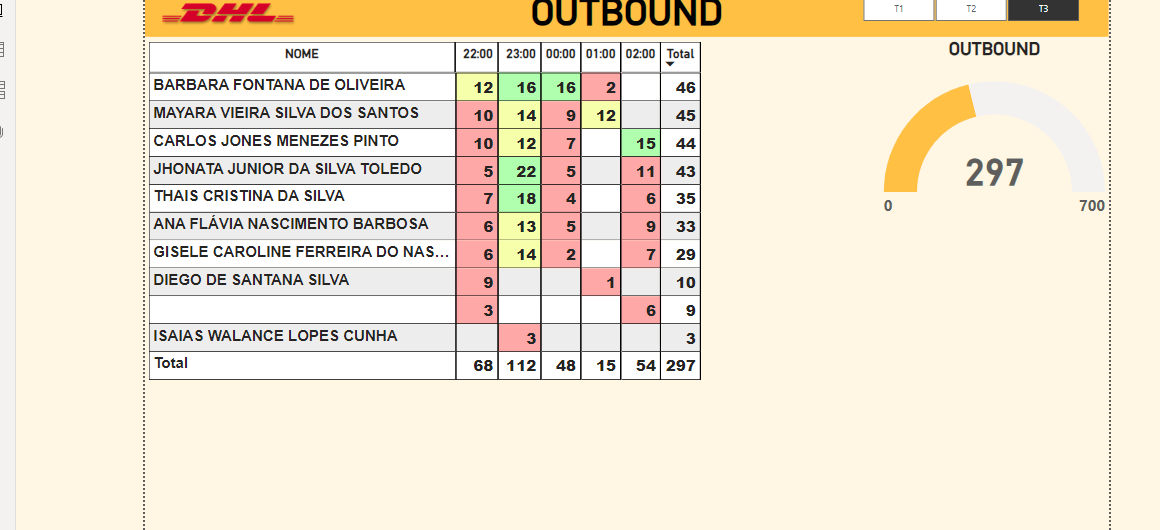 DHL
OUTBOUND
T1 T2 T3
NOME 22:00 23:00 00:00 01:00 02:00 Total
BARBARA FONTANA DE OLIVEIRA 12 16 16 2 46
MAYARA VIEIRA SILVA DOS SANTOS 10 14 9 12 45
CARLOS JONES MENEZES PINTO 10 12 7 15 44
JHONATA JUNIOR DA SILVA TOLEDO 5 22 5 11 43
THAIS CRISTINA DA SILVA 7 18 4 6 35
ANA FLÁVIA NASCIMENTO BARBOSA 6 13 5 9 33
GISELE CAROLINE FERREIRA DO NAS... 6 14 2 7 29
DIEGO DE SANTANA SILVA 9 1 10
3 6 9
ISAIAS WALANCE LOPES CUNHA 3 3
Total 68 112 48 15 54 297
OUTBOUND
297
0 700